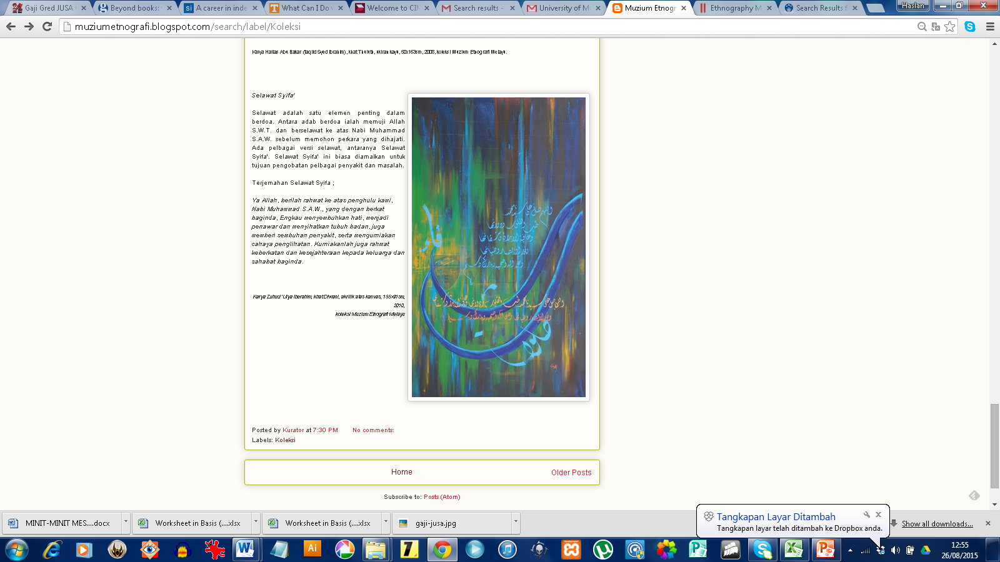 Gaji Gred JUSA
Beyond books:
A career in inde
What Can I Do
Welcome to CIM
Search results -
University of M
Muzium Etnogr
Ethnography M
Search Results f
Haslan
muziumetnografi.blogspot.com/search/label/Koleksi
Karya Hallas Abu Bakar (taqlid Syed Ibrahim), khat Thuluth, ukiran kayu, 50x163sm, 2008, koleksi Muzium Etnografi Melayu.
Selawat Syifa'
Selawat adalah satu elemen penting dalam
berdoa. Antara adab berdoa ialah memuji Allah
S.W.T. dan berselawat ke atas Nabi Muhammad
S.A.W. sebelum memohon perkara yang dihajati.
Ada pelbagai versi selawat, antaranya Selawat
Syifa'. Selawat Syifa' ini biasa diamalkan untuk
tujuan pengobatan pelbagai penyakit dan masalah.
Terjemahan Selawat Syifa ;
Ya Allah, berilah rahmat ke atas penghulu kami,
Nabi Muhammad S.A.W., yang dengan berkat
baginda, Engkau menyembuhkan hati, menjadi
penawar dan menyihatkan tubuh badan, juga
memberi sembuhan penyakit, serta mengurniakan
cahaya penglihatan. Kurniakanlah juga rahmat
keberkatan dan kesejahteraan kepada keluarga dan
sahabat baginda.
Karya Zuhud 'Ulya Iberahim, khat Diwani, akrilik atas kanvas,
2010,
koleksi Muzium Etnografi Melayu
Posted by Kurator at 7:30 PM No comments:
Labels: Koleksi
Home
Older Posts
Subscribe to: Posts (Atom)
MINIT-MINIT MES....docx
Worksheet in Basis (....xlsx
Worksheet in Basis (....xlsx
gaji-jusa.jpg
Tangkapan Layar Ditambah
Tangkapan layar telah ditambah ke Dropbox anda.
Show all downloads...
12:55
26/08/2015